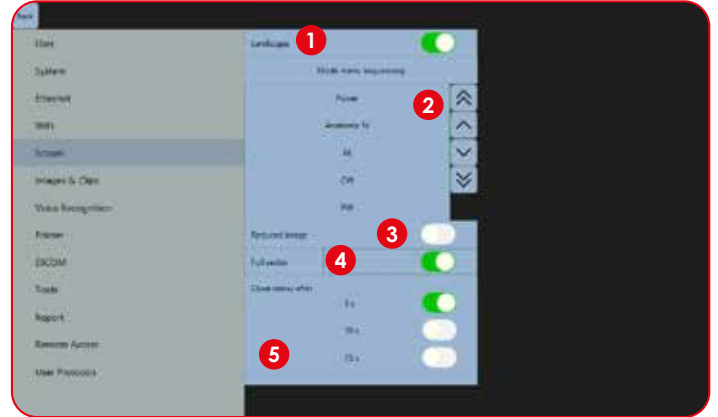 Back
User
System
Ethernet
WiFi
Screen
Images & Clips
Voice Recognition
Printer
DICOM
Tools
Report
Remote Access
User Protocols
Landscape 1
Mode menu sequencing
Power
2
Anatomy %
CW
PW
Reduced image 3
Full sector 4
Close menu after
5 s
10 s
5
15 s